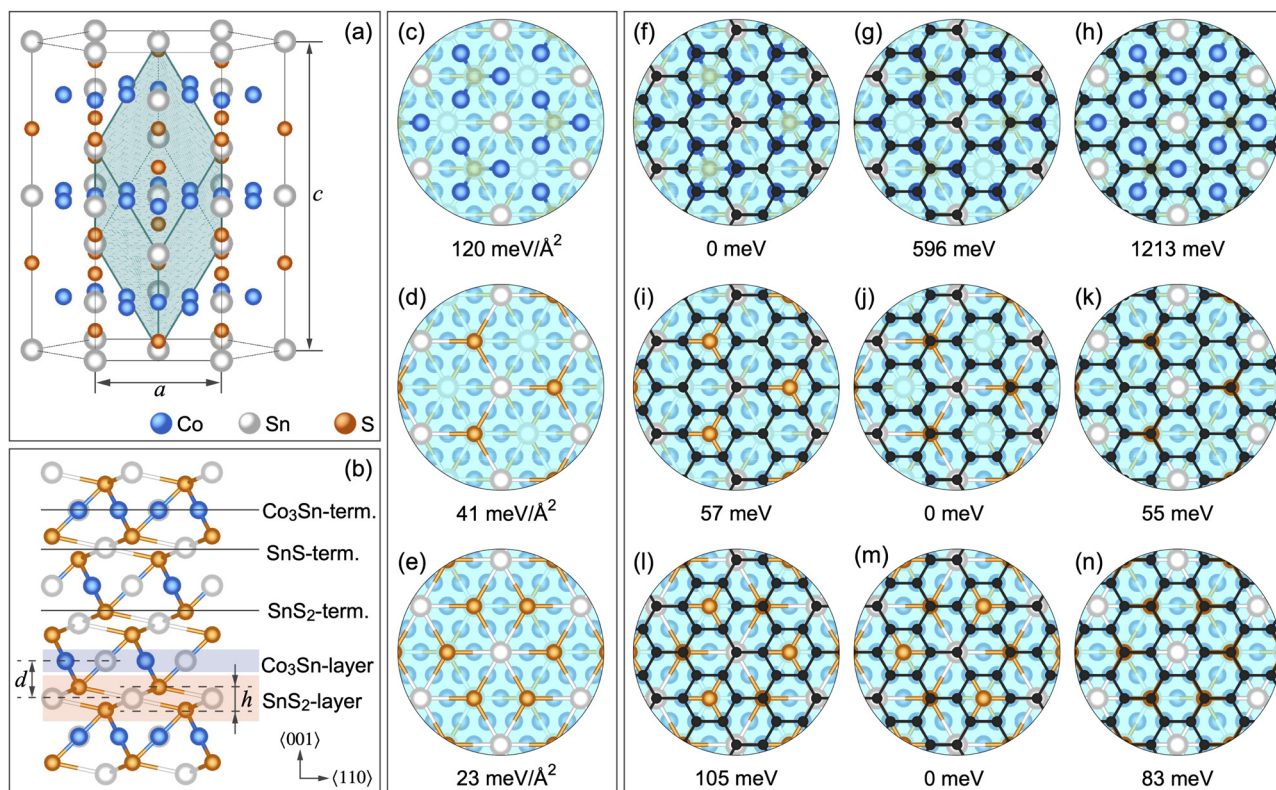 (a)
c
a
Co Sn S
(b)
Co₃Sn-term.
SnS-term.
SnS₂-term.
Co₃Sn-layer
d
h
SnS₂-layer
⟨001⟩
⟨110⟩
(c)
120 meV/Å²
(d)
41 meV/Å²
(e)
23 meV/Å²
(f) (g) (h)
0 meV 596 meV 1213 meV
(i) (j) (k)
57 meV 0 meV 55 meV
(l) (m) (n)
105 meV 0 meV 83 meV